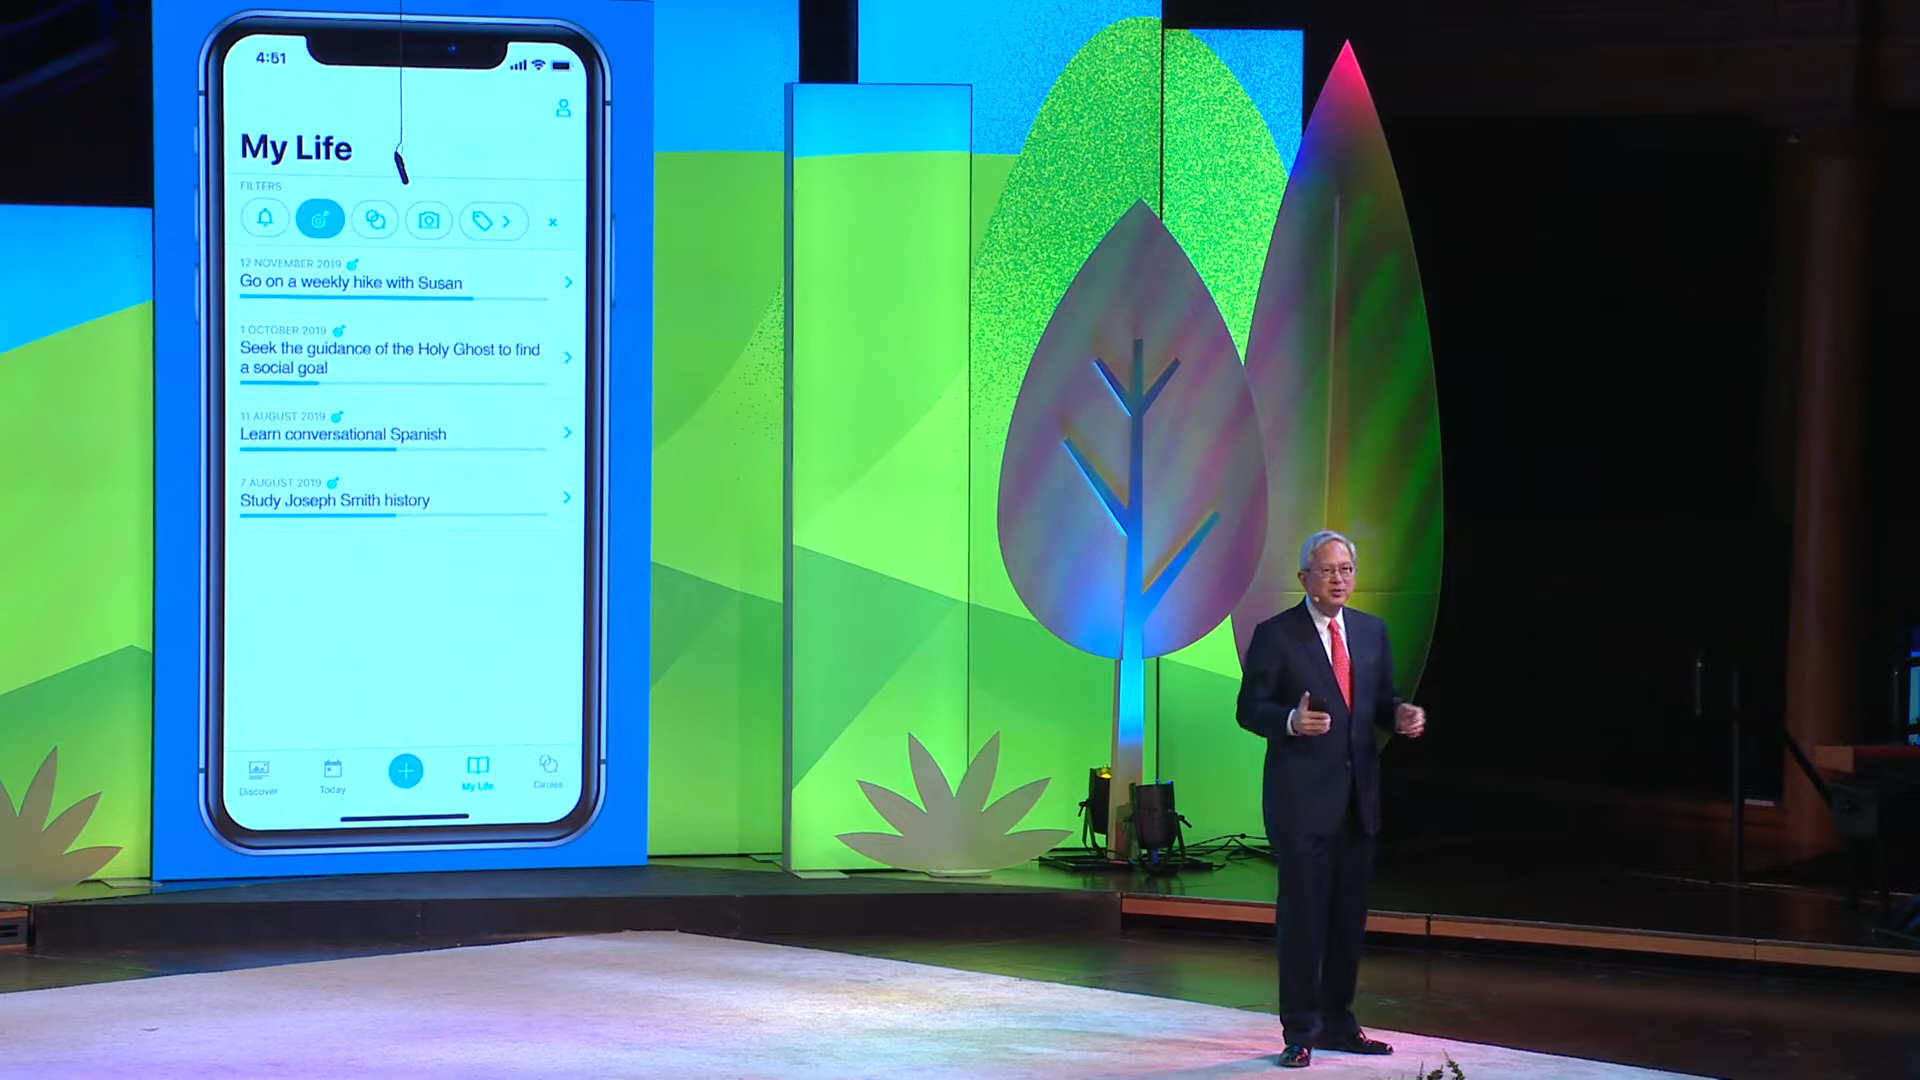 4:51
My Life
FILTERS
12 NOVEMBER 2019
Go on a weekly hike with Susan
1 OCTOBER 2019
Seek the guidance of the Holy Ghost to find
a social goal
11 AUGUST 2019
Learn conversational Spanish
7 AUGUST 2019
Study Joseph Smith history
Discover
Today
My Life
Circles